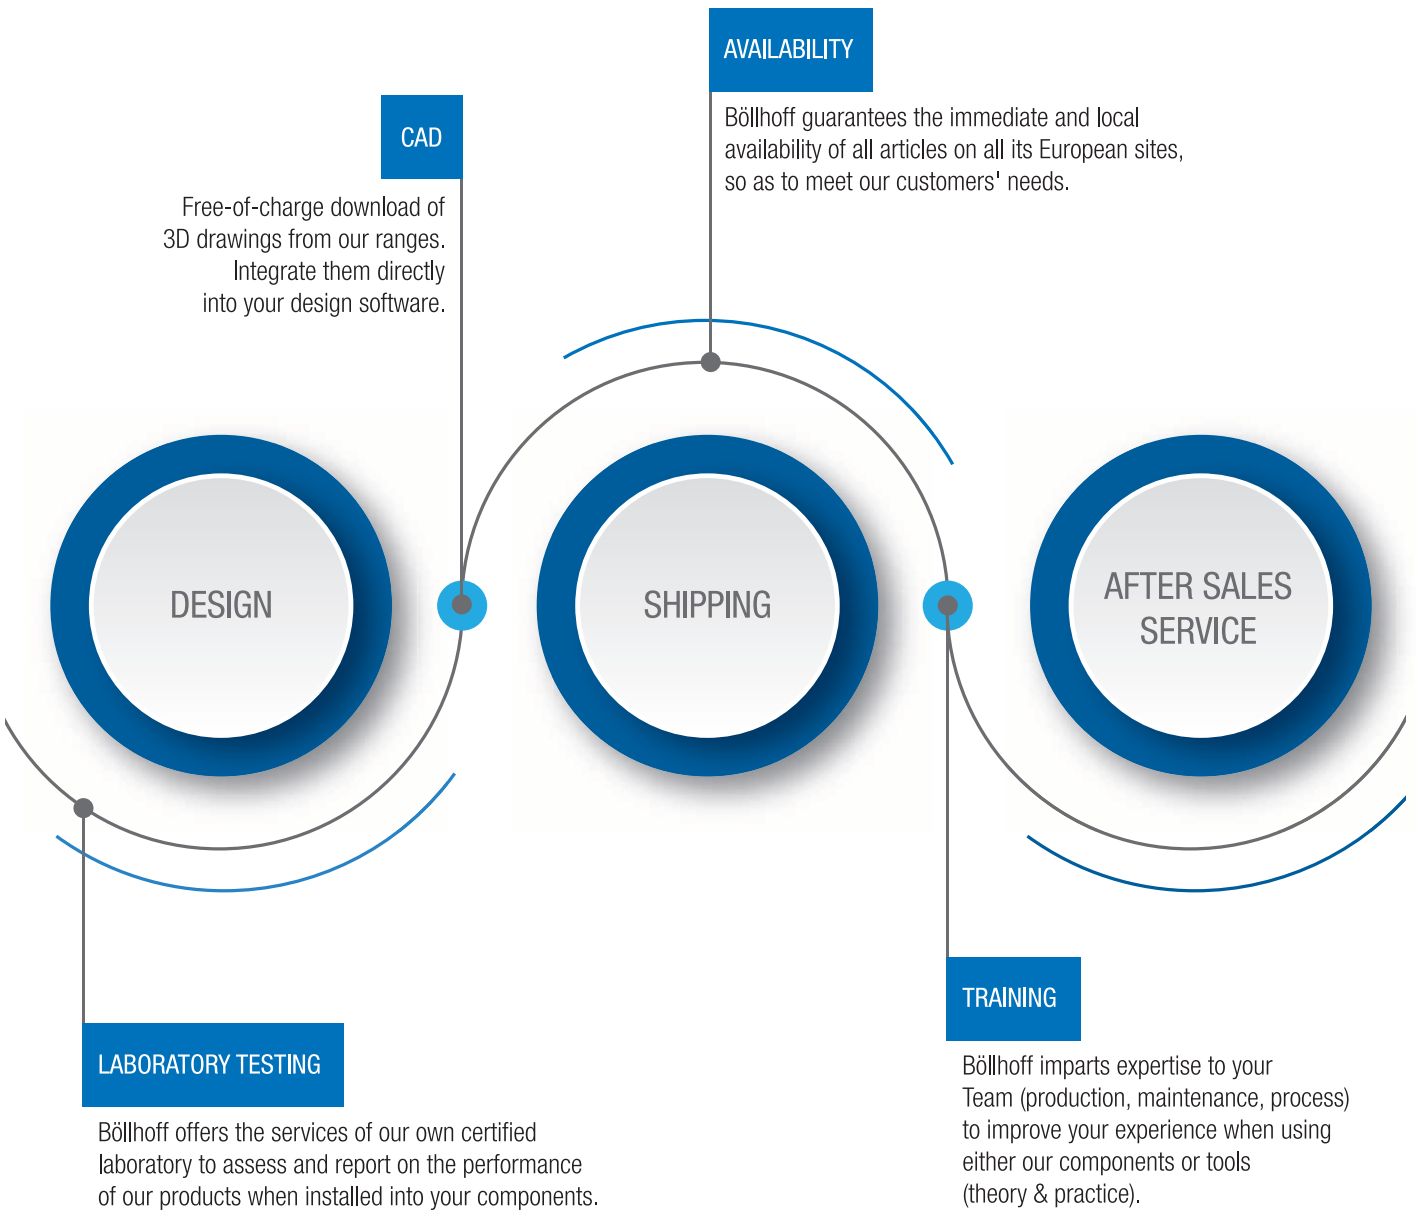 AVAILABILITY
Böllhoff guarantees the immediate and local
availability of all articles on all its European sites,
so as to meet our customers' needs.
CAD
Free-of-charge download of
3D drawings from our ranges.
Integrate them directly
into your design software.
DESIGN
SHIPPING
AFTER SALES
SERVICE
LABORATORY TESTING
Böllhoff offers the services of our own certified
laboratory to assess and report on the performance
of our products when installed into your components.
TRAINING
Böllhoff imparts expertise to your
Team (production, maintenance, process)
to improve your experience when using
either our components or tools
(theory & practice).